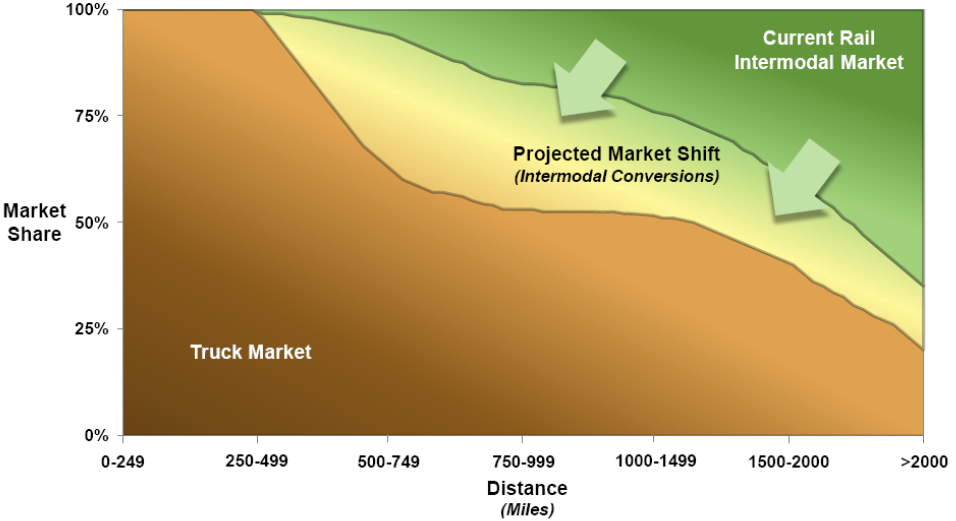 100%
75%
50%
25%
0%
Market
Share
Current Rail
Intermodal Market
Projected Market Shift
(Intermodal Conversions)
Truck Market
0-249
250-499
500-749
750-999
1000-1499
1500-2000
>2000
Distance
(Miles)